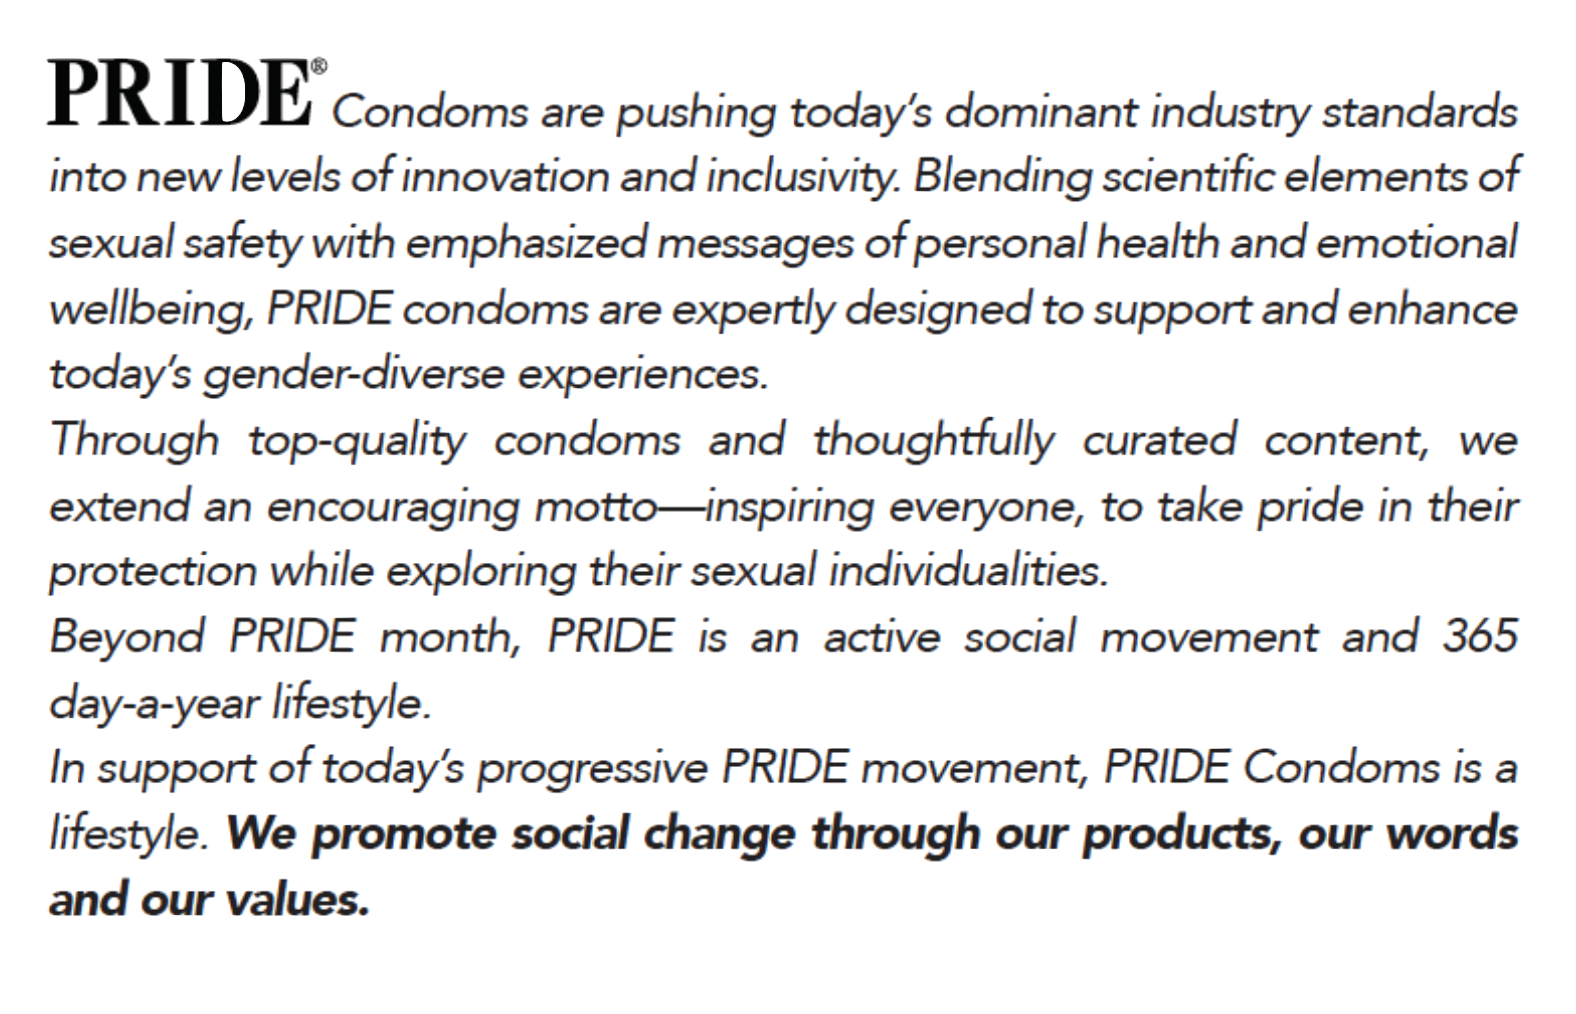 PRIDE® Condoms are pushing today's dominant industry standards
into new levels of innovation and inclusivity. Blending scientific elements of
sexual safety with emphasized messages of personal health and emotional
wellbeing, PRIDE condoms are expertly designed to support and enhance
today's gender-diverse experiences.
Through top-quality condoms and thoughtfully curated content, we
extend an encouraging motto—inspiring everyone, to take pride in their
protection while exploring their sexual individualities.
Beyond PRIDE month, PRIDE is an active social movement and 365
day-a-year lifestyle.
In support of today's progressive PRIDE movement, PRIDE Condoms is a
lifestyle. We promote social change through our products, our words
and our values.